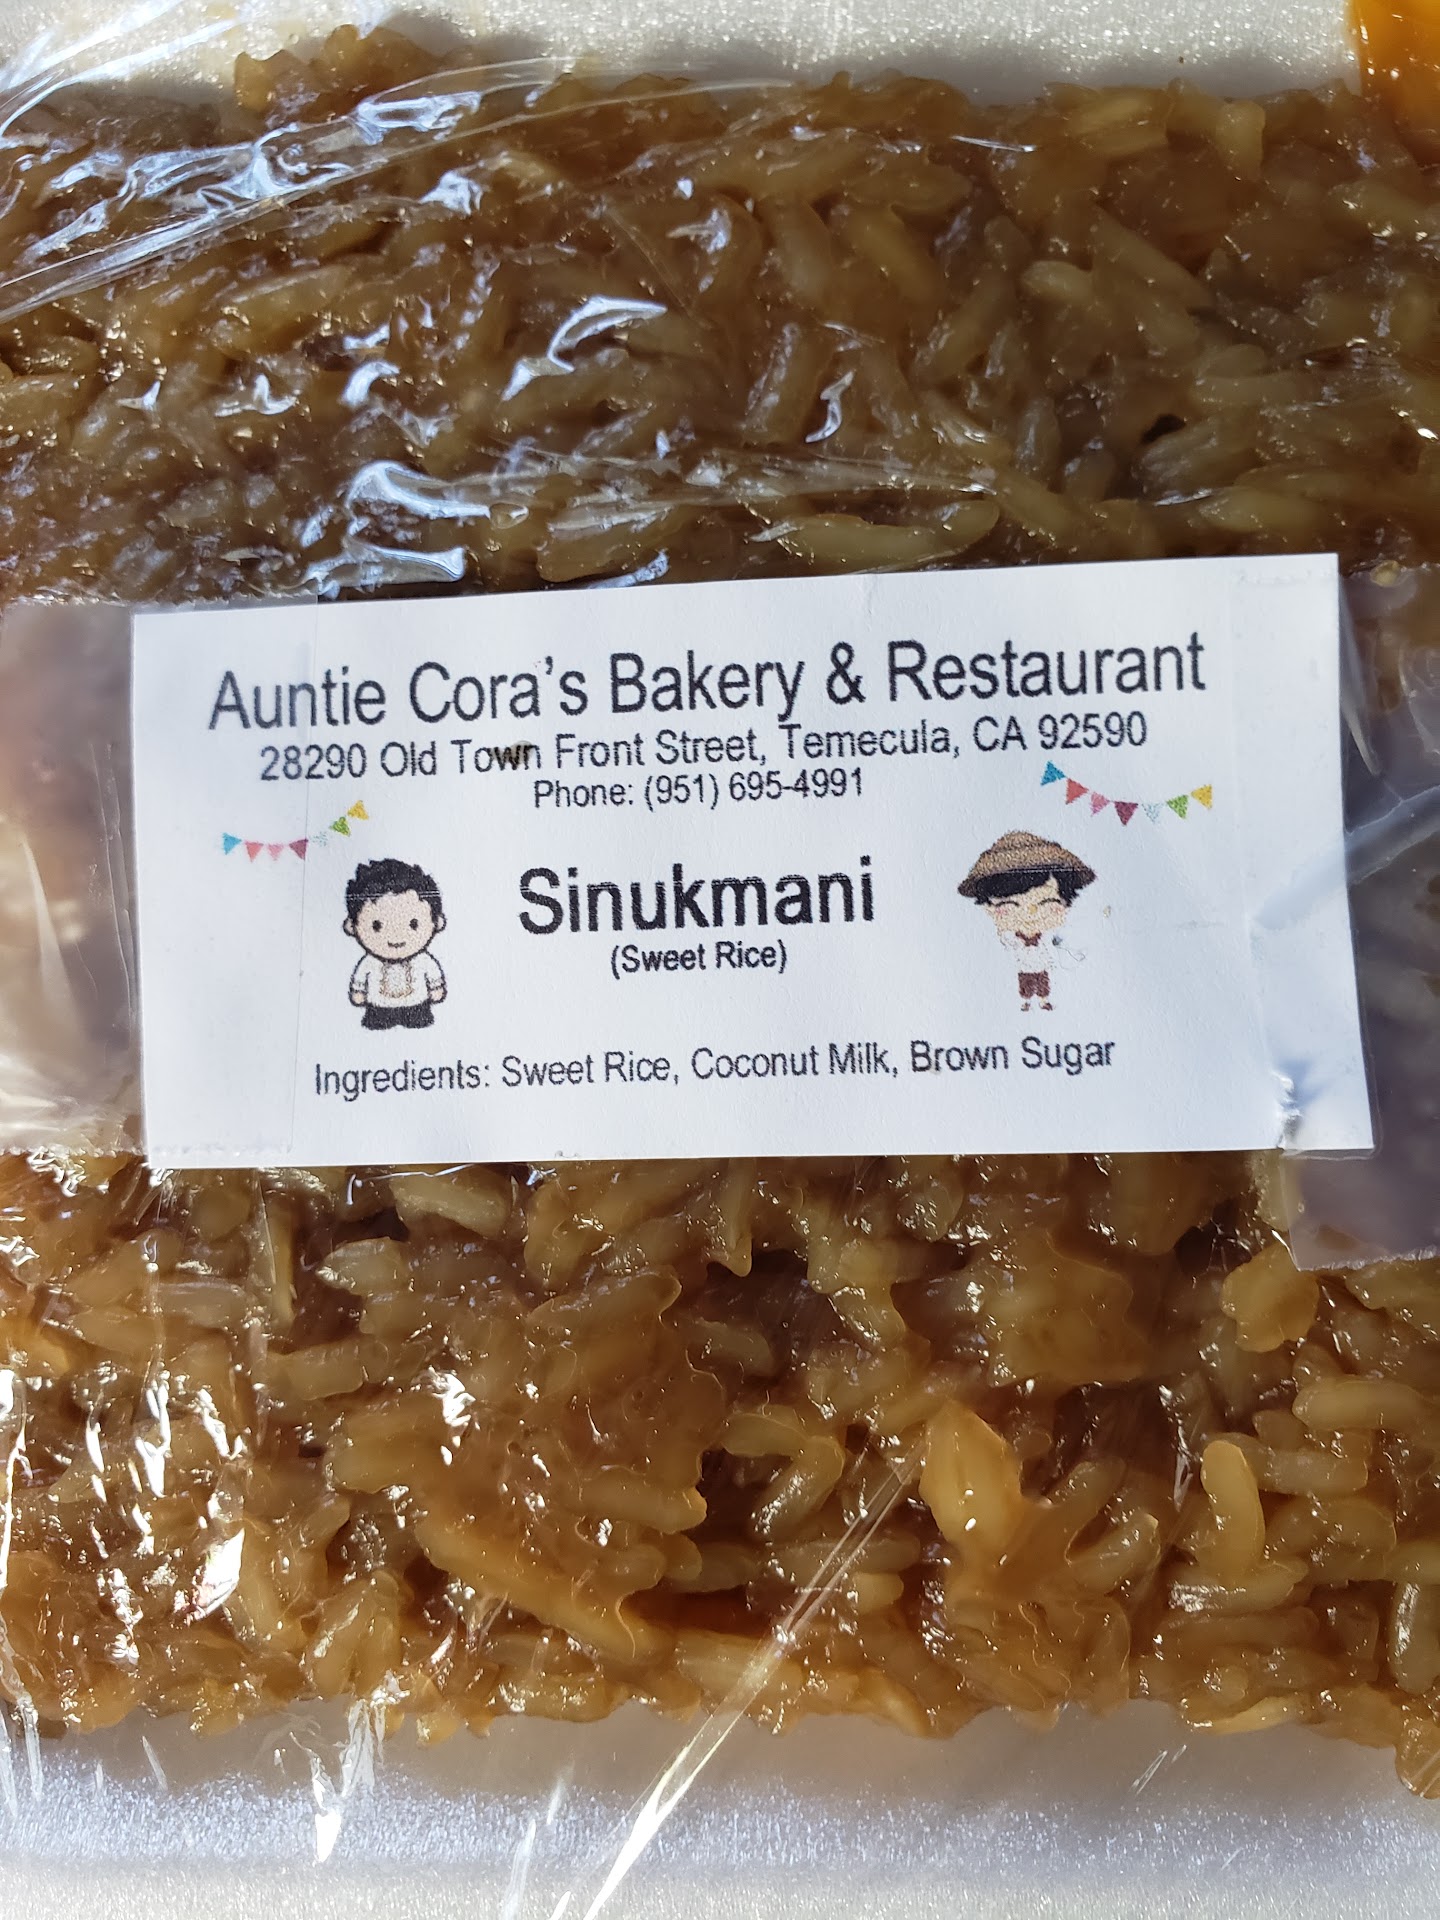 Auntie Cora's Bakery & Restaurant
28290 Old Town Front Street, Temecula, CA 92590
Phone: (951) 695-4991
Sinukmani
(Sweet Rice)
Ingredients: Sweet Rice, Coconut Milk, Brown Sugar